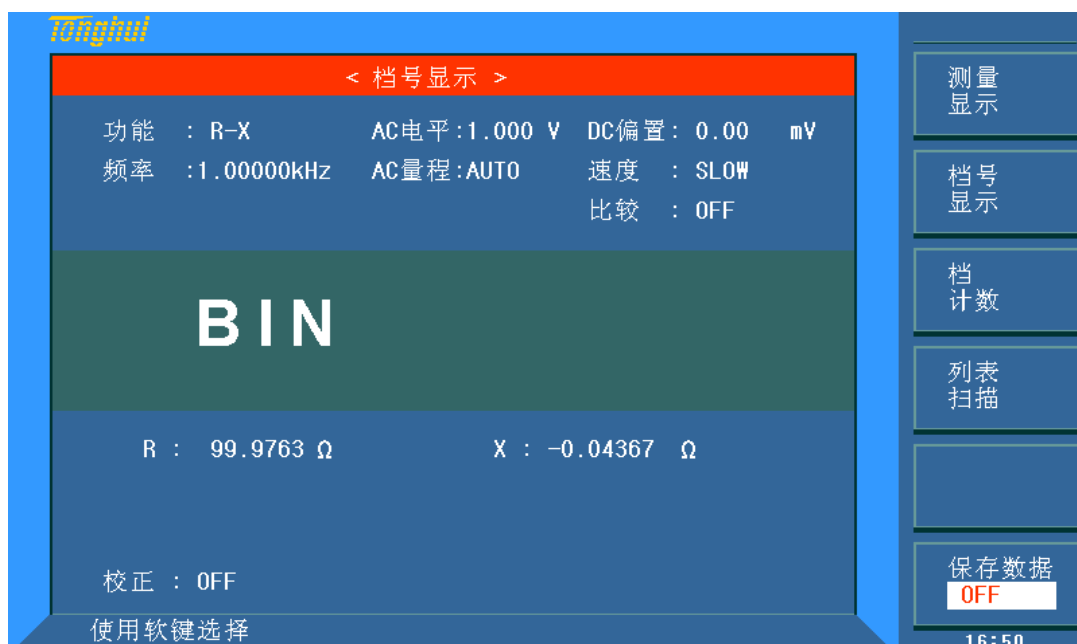 Tonghui
< 档号显示 >
功能 : R-X AC电平:1.000 V DC偏置: 0.00 mV
频率 :1.00000kHz AC量程:AUTO 速度 : SLOW
比较 : OFF
BIN
R : 99.9763 Ω X : -0.04367 Ω
校正 : OFF
使用软键选择
测量
显示
档号
显示
档
计数
列表
扫描
保存数据
OFF
16:50